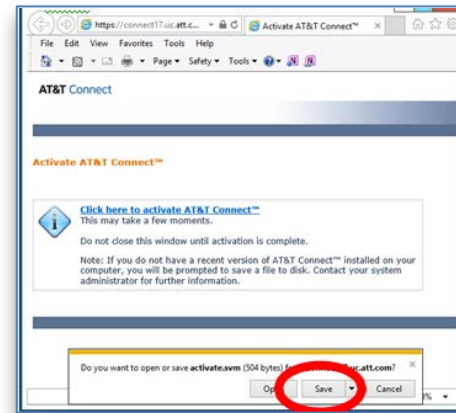 https://connect17.uc.att.c...
Activate AT&T Connect™
File Edit View Favorites Tools Help
Page Safety Tools
AT&T Connect
Activate AT&T Connect™
Click here to activate AT&T Connect™
This may take a few moments.
Do not close this window until activation is complete.
Note: If you do not have a recent version of AT&T Connect™ installed on your
computer, you will be prompted to save a file to disk. Contact your system
administrator for further information.
Do you want to open or save activate.svm (504 bytes) uc.att.com?
Save Cancel